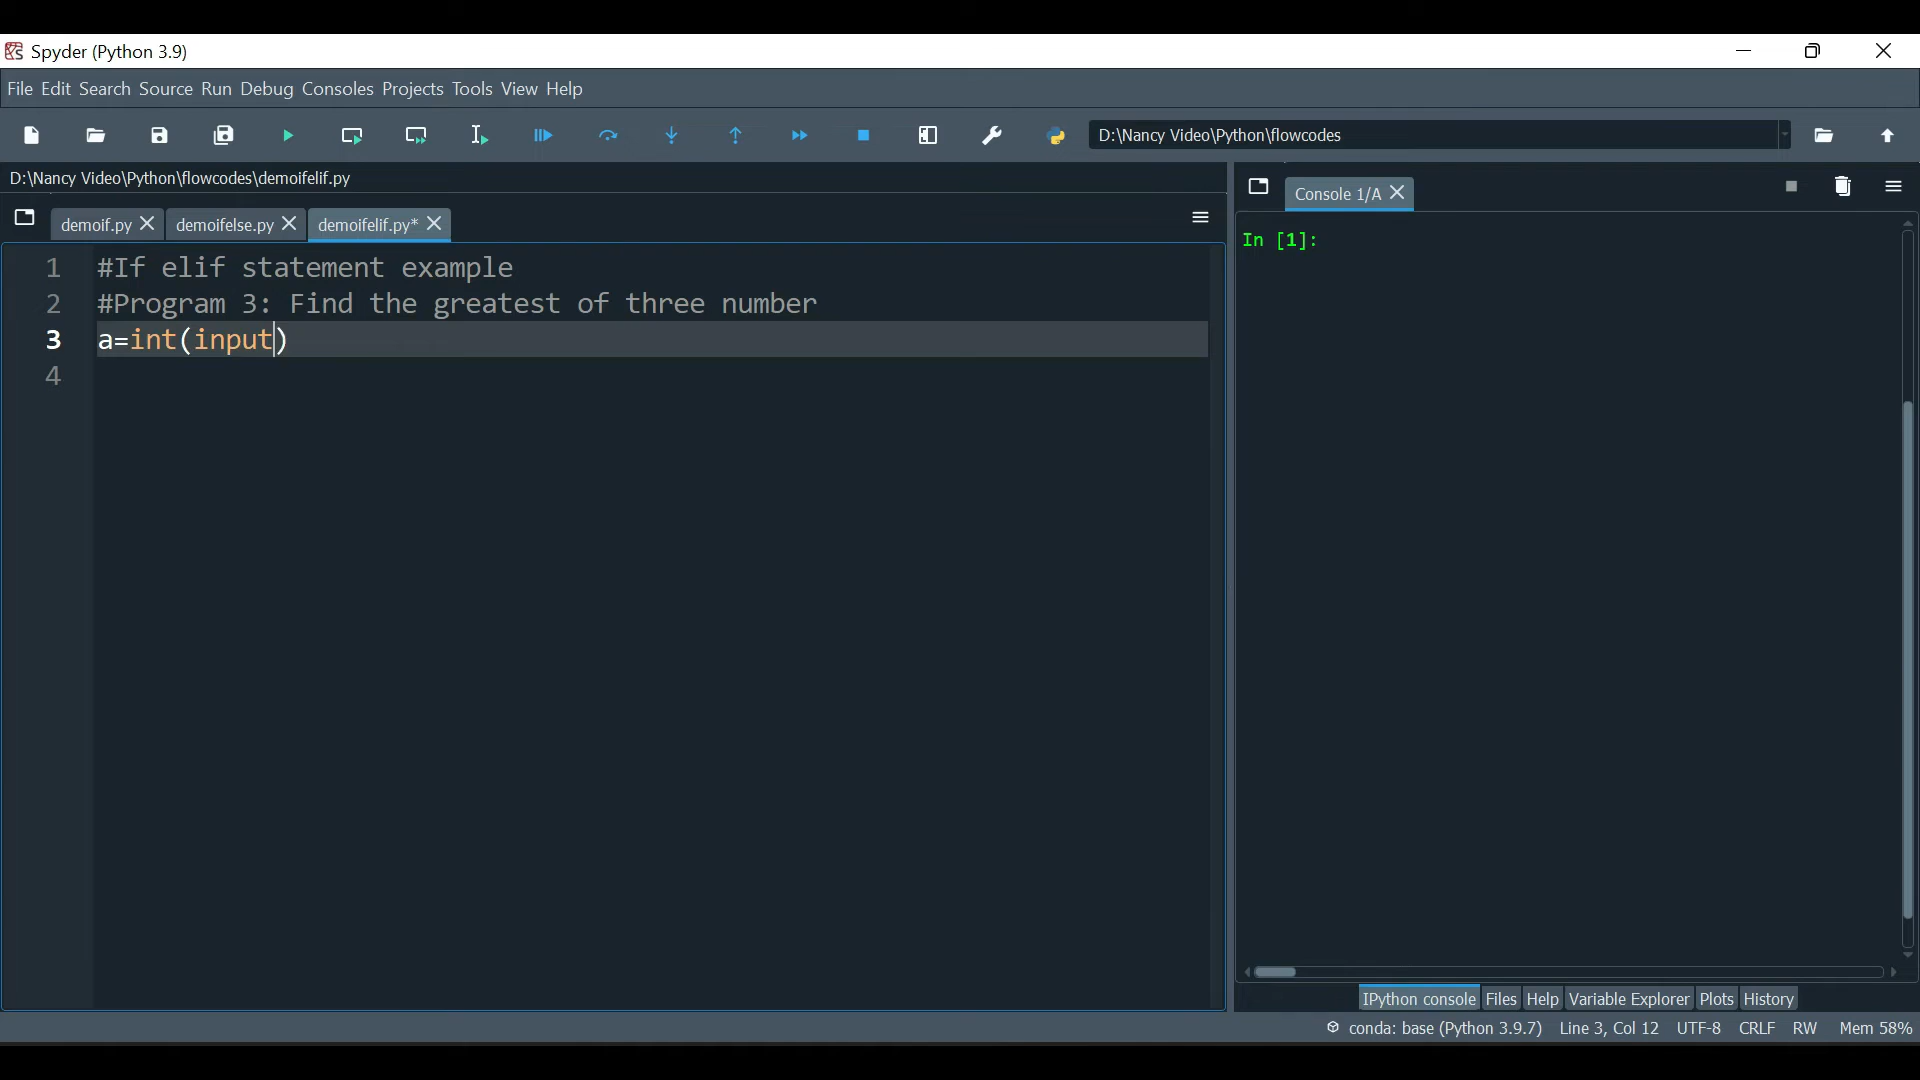 Spyder (Python 3.9)
File Edit Search Source Run Debug Consoles Projects Tools View Help
D:\Nancy Video\Python\flowcodes
D:\Nancy Video\Python\flowcodes\demoifelif.py
demoif.py demoifelse.py demoifelif.py*
Console 1/A
1 #If elif statement example
2 #Program 3: Find the greatest of three number
3 a=int(input)
4
In [1]:
IPython console Files Help Variable Explorer Plots History
conda: base (Python 3.9.7) Line 3, Col 12 UTF-8 CRLF RW Mem 58%